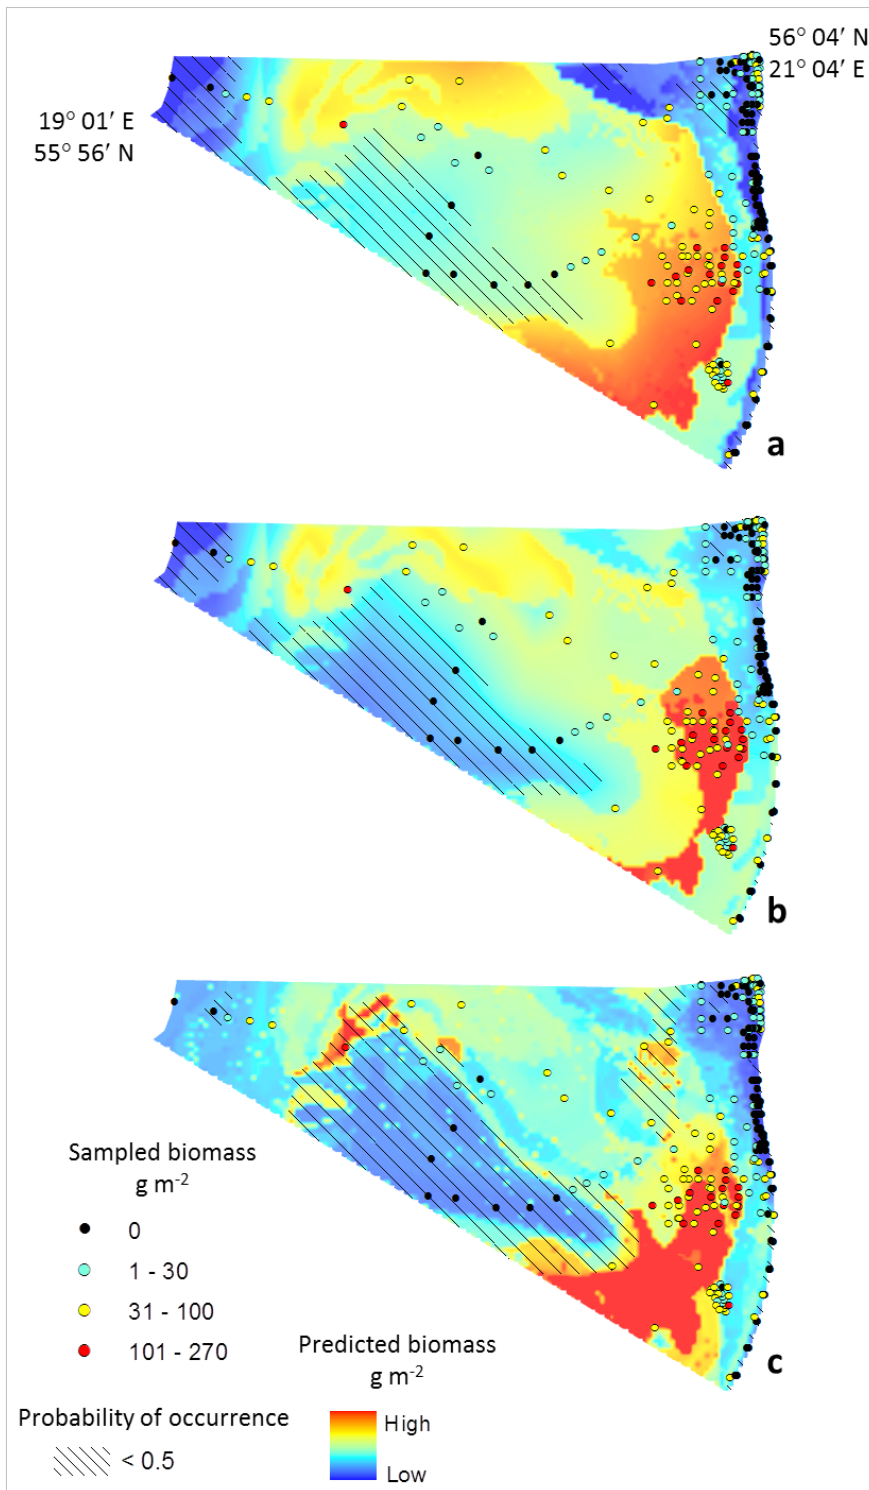 56° 04′ N
21° 04′ E
19° 01′ E
55° 56′ N
a
b
c
Sampled biomass
g m⁻²
0
1 - 30
31 - 100
101 - 270
Predicted biomass
g m⁻²
High
Low
Probability of occurrence
< 0.5